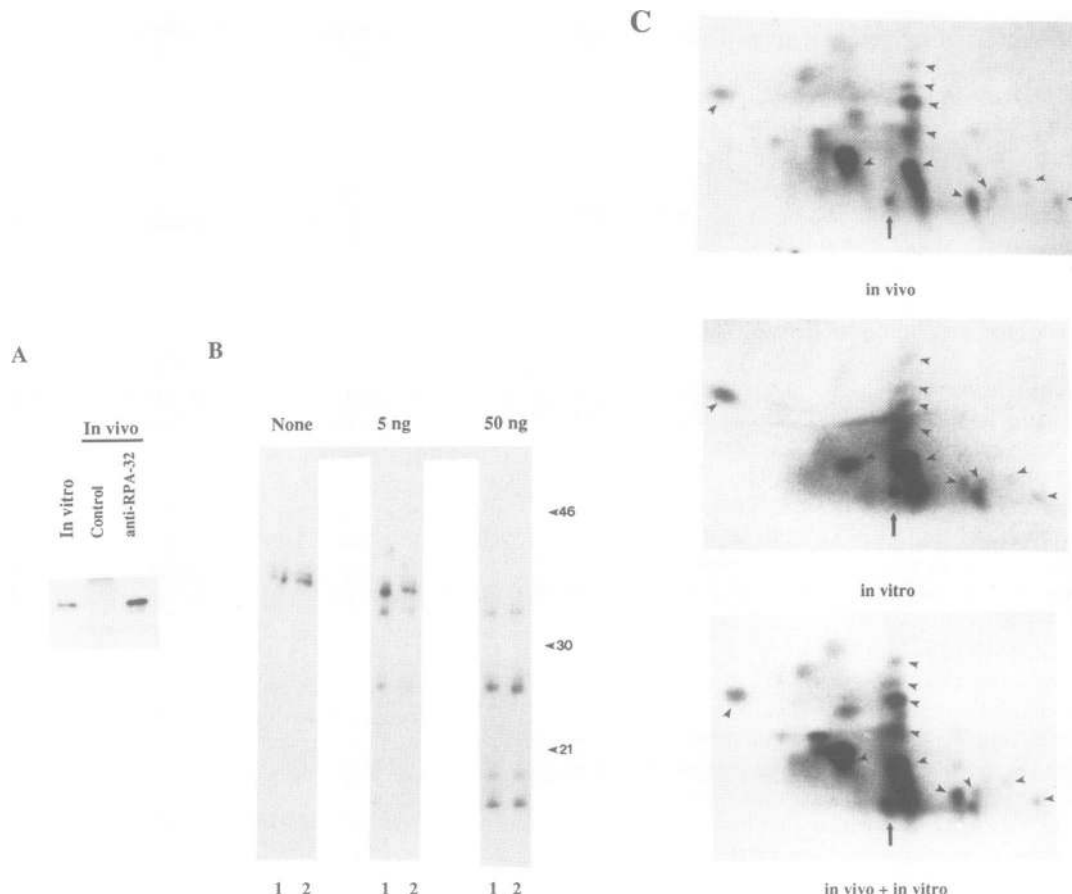 A
In vivo
In vitro
Control
anti-RPA-32
B
None 5 ng 50 ng
46
30
21
1 2 1 2 1 2
C
in vivo
in vitro
in vivo + in vitro